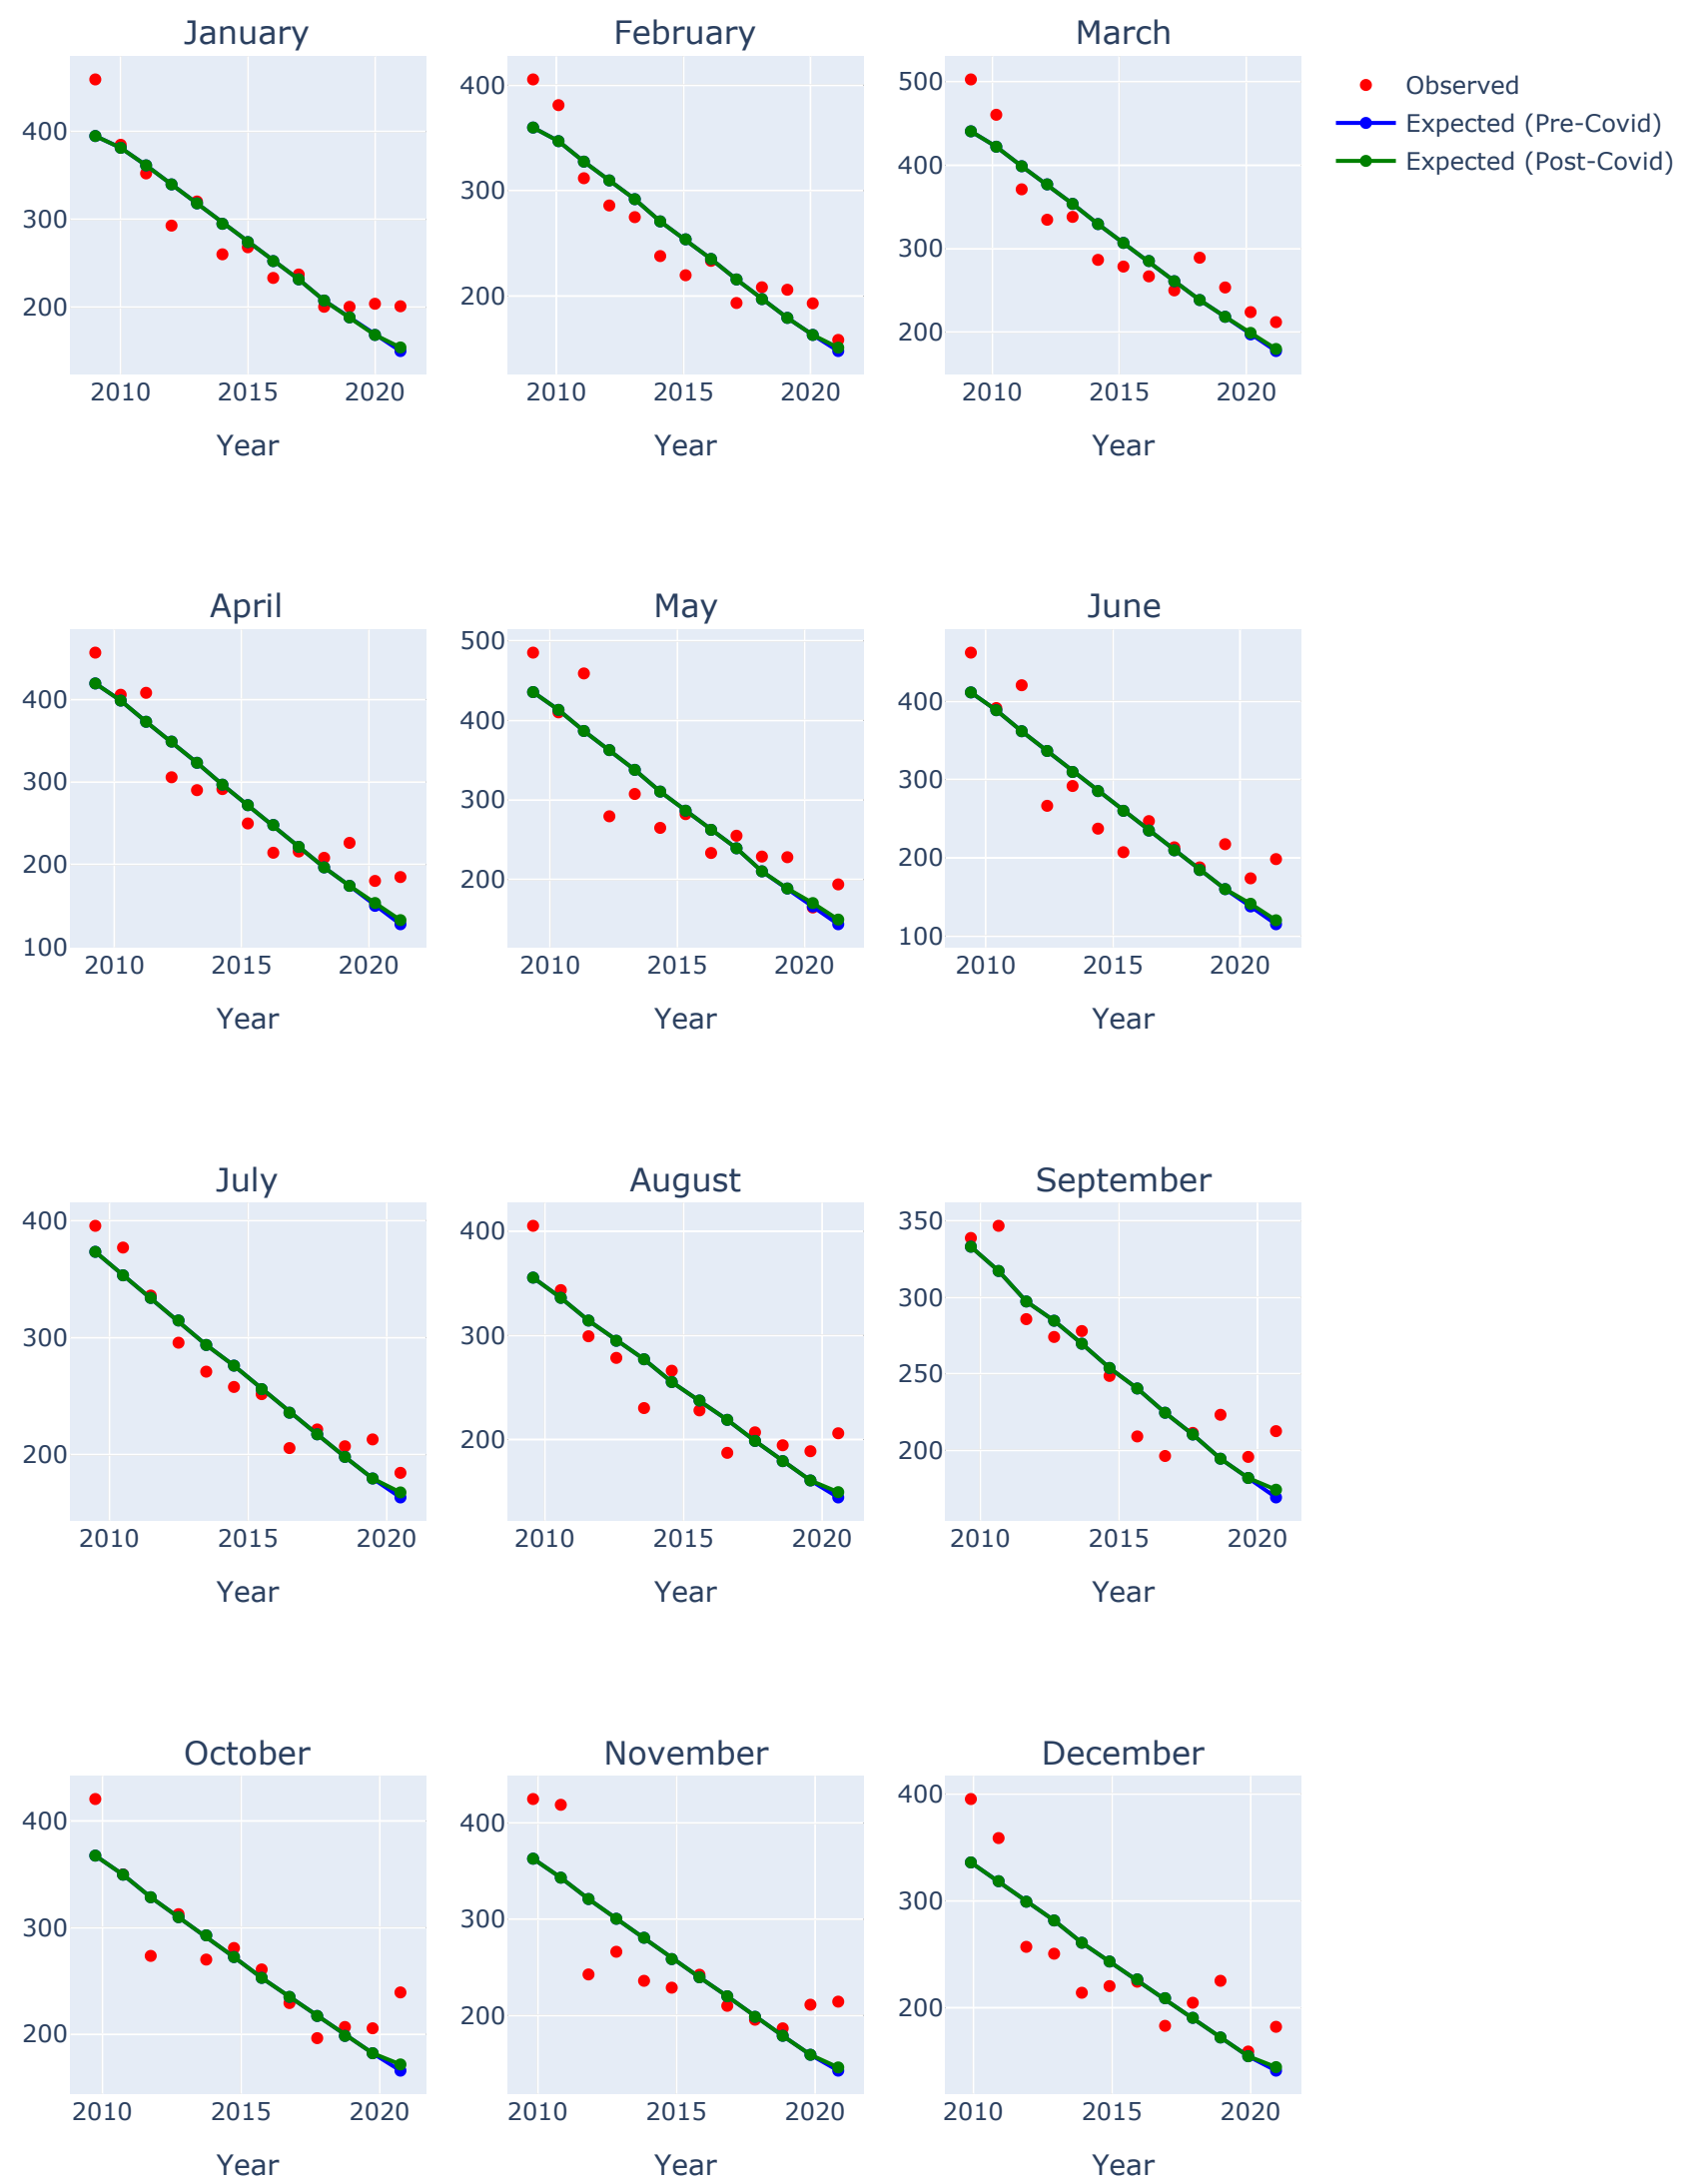 January
February
March
400
300
200
2010
2015
2020
Year
400
300
200
2010
2015
2020
Year
500
400
300
200
2010
2015
2020
Year
Observed
Expected (Pre-Covid)
Expected (Post-Covid)
April
May
June
400
300
200
100
2010
2015
2020
Year
500
400
300
200
2010
2015
2020
Year
400
300
200
100
2010
2015
2020
Year
July
August
September
400
300
200
2010
2015
2020
Year
400
300
200
2010
2015
2020
Year
350
300
250
200
2010
2015
2020
Year
October
November
December
400
300
200
2010
2015
2020
Year
400
300
200
2010
2015
2020
Year
400
300
200
2010
2015
2020
Year